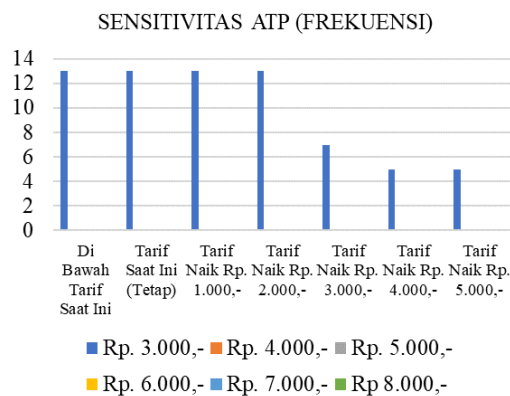 SENSITIVITAS ATP (FREKUENSI)
14
12
10
8
6
4
2
0
Di Bawah Tarif Saat Ini
Tarif Saat Ini (Tetap)
Tarif Naik Rp. 1.000,-
Tarif Naik Rp. 2.000,-
Tarif Naik Rp. 3.000,-
Tarif Naik Rp. 4.000,-
Tarif Naik Rp. 5.000,-
Rp. 3.000,- Rp. 4.000,- Rp. 5.000,-
Rp. 6.000,- Rp. 7.000,- Rp 8.000,-